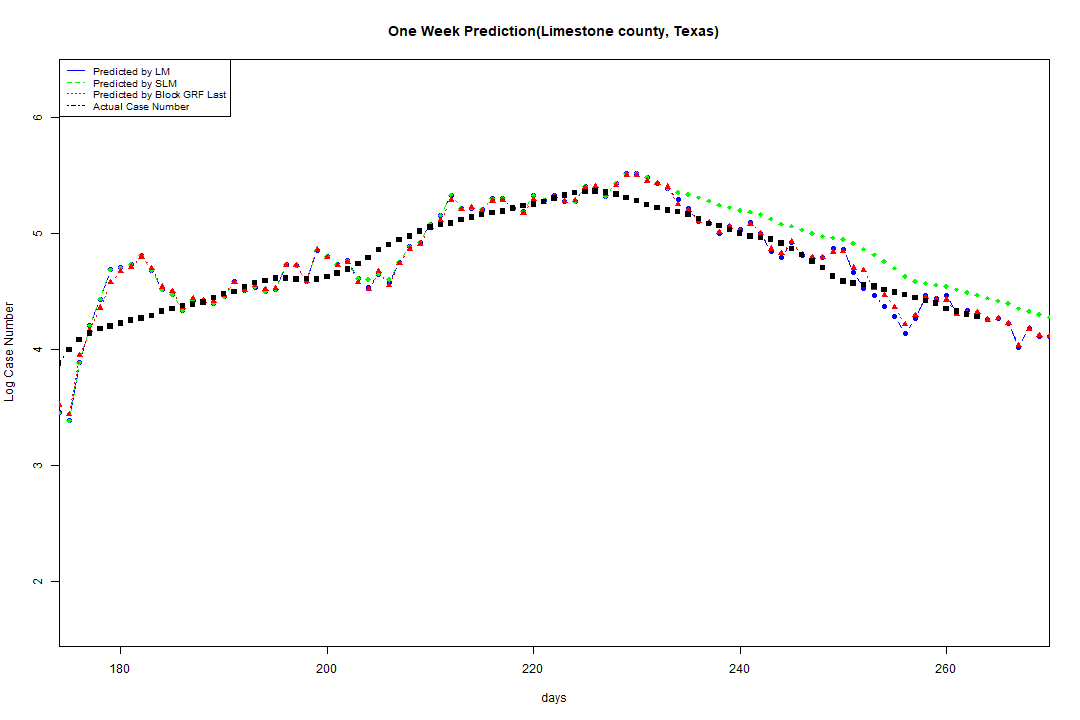 One Week Prediction(Limestone county, Texas)
Predicted by LM
Predicted by SLM
Predicted by Block GRF Last
Actual Case Number
6
5
4
3
2
Log Case Number
180 200 220 240 260
days